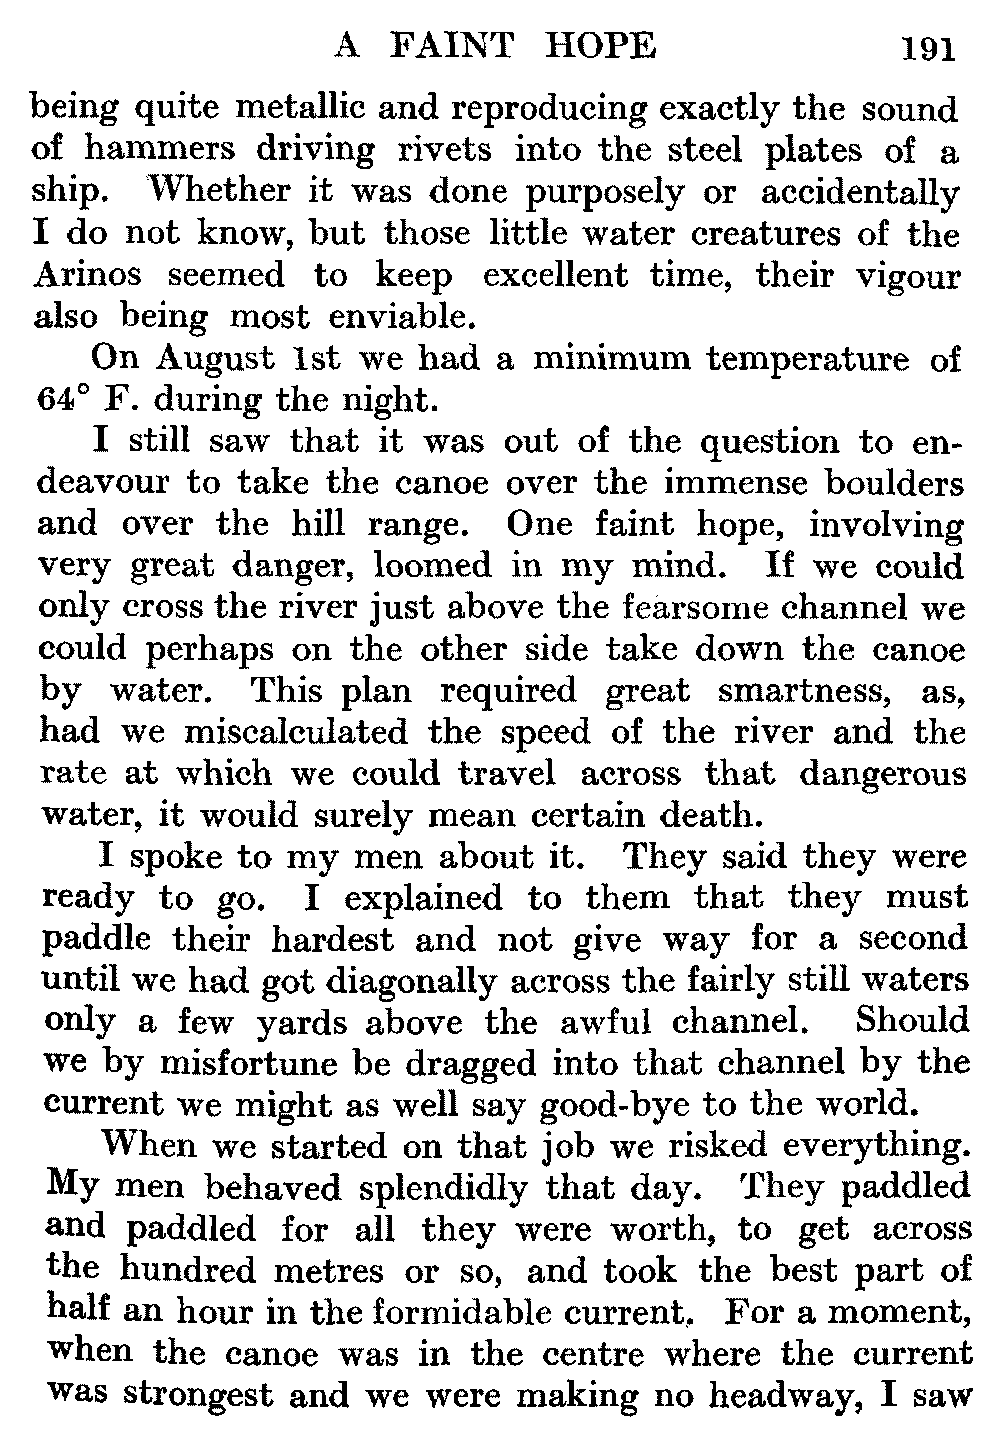 A FAINT HOPE 191
being quite metallic and reproducing exactly the sound
of hammers driving rivets into the steel plates of a
ship. Whether it was done purposely or accidentally
I do not know, but those little water creatures of the
Arinos seemed to keep excellent time, their vigour
also being most enviable.
On August 1st we had a minimum temperature of
64° F. during the night.
I still saw that it was out of the question to en-
deavour to take the canoe over the immense boulders
and over the hill range. One faint hope, involving
very great danger, loomed in my mind. If we could
only cross the river just above the fearsome channel we
could perhaps on the other side take down the canoe
by water. This plan required great smartness, as,
had we miscalculated the speed of the river and the
rate at which we could travel across that dangerous
water, it would surely mean certain death.
I spoke to my men about it. They said they were
ready to go. I explained to them that they must
paddle their hardest and not give way for a second
until we had got diagonally across the fairly still waters
only a few yards above the awful channel. Should
we by misfortune be dragged into that channel by the
current we might as well say good-bye to the world.
When we started on that job we risked everything.
My men behaved splendidly that day. They paddled
and paddled for all they were worth, to get across
the hundred metres or so, and took the best part of
half an hour in the formidable current. For a moment,
when the canoe was in the centre where the current
was strongest and we were making no headway, I saw